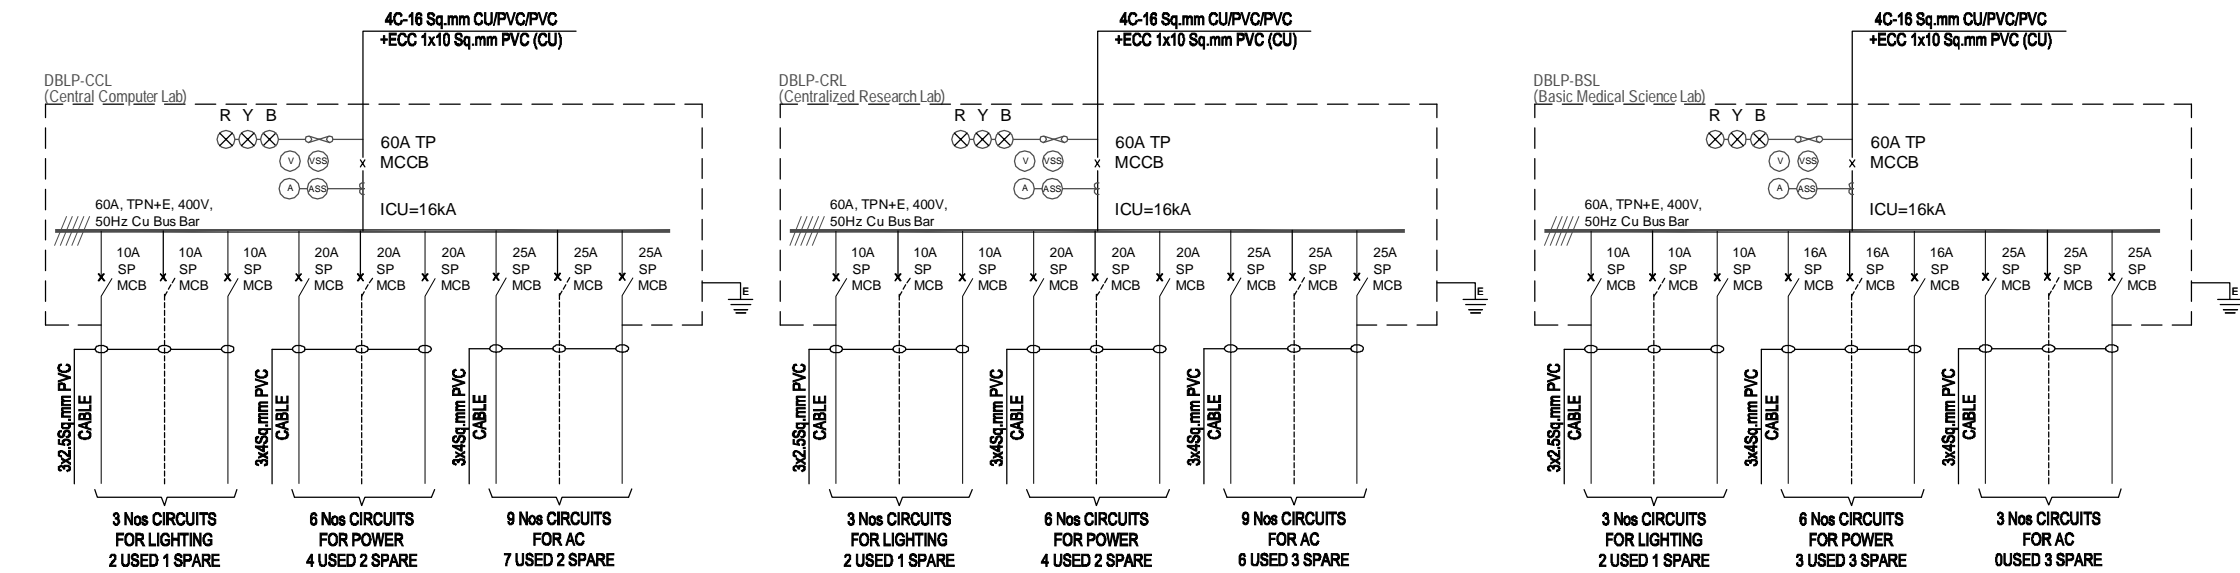 4C-16 Sq.mm CU/PVC/PVC
+ECC 1x10 Sq.mm PVC (CU)
DBLP-CCL
(Central Computer Lab)
R Y B
60A TP
MCCB
V VSS
A ASS
60A, TPN+E, 400V,
50Hz Cu Bus Bar
ICU=16kA
10A SP MCB
10A SP MCB
10A SP MCB
20A SP MCB
20A SP MCB
20A SP MCB
25A SP MCB
25A SP MCB
25A SP MCB
E
3x2.5Sq.mm PVC
CABLE
3x4Sq.mm PVC
CABLE
3x4Sq.mm PVC
CABLE
3 Nos CIRCUITS
FOR LIGHTING
2 USED 1 SPARE
6 Nos CIRCUITS
FOR POWER
4 USED 2 SPARE
9 Nos CIRCUITS
FOR AC
7 USED 2 SPARE
4C-16 Sq.mm CU/PVC/PVC
+ECC 1x10 Sq.mm PVC (CU)
DBLP-CRL
(Centralized Research Lab)
R Y B
60A TP
MCCB
V VSS
A ASS
60A, TPN+E, 400V,
50Hz Cu Bus Bar
ICU=16kA
10A SP MCB
10A SP MCB
10A SP MCB
20A SP MCB
20A SP MCB
20A SP MCB
25A SP MCB
25A SP MCB
25A SP MCB
E
3x2.5Sq.mm PVC
CABLE
3x4Sq.mm PVC
CABLE
3x4Sq.mm PVC
CABLE
3 Nos CIRCUITS
FOR LIGHTING
2 USED 1 SPARE
6 Nos CIRCUITS
FOR POWER
4 USED 2 SPARE
9 Nos CIRCUITS
FOR AC
6 USED 3 SPARE
4C-16 Sq.mm CU/PVC/PVC
+ECC 1x10 Sq.mm PVC (CU)
DBLP-BSL
(Basic Medical Science Lab)
R Y B
60A TP
MCCB
V VSS
A ASS
60A, TPN+E, 400V,
50Hz Cu Bus Bar
ICU=16kA
10A SP MCB
10A SP MCB
10A SP MCB
16A SP MCB
16A SP MCB
16A SP MCB
25A SP MCB
25A SP MCB
25A SP MCB
E
3x2.5Sq.mm PVC
CABLE
3x4Sq.mm PVC
CABLE
3x4Sq.mm PVC
CABLE
3 Nos CIRCUITS
FOR LIGHTING
2 USED 1 SPARE
6 Nos CIRCUITS
FOR POWER
3 USED 3 SPARE
3 Nos CIRCUITS
FOR AC
0USED 3 SPARE